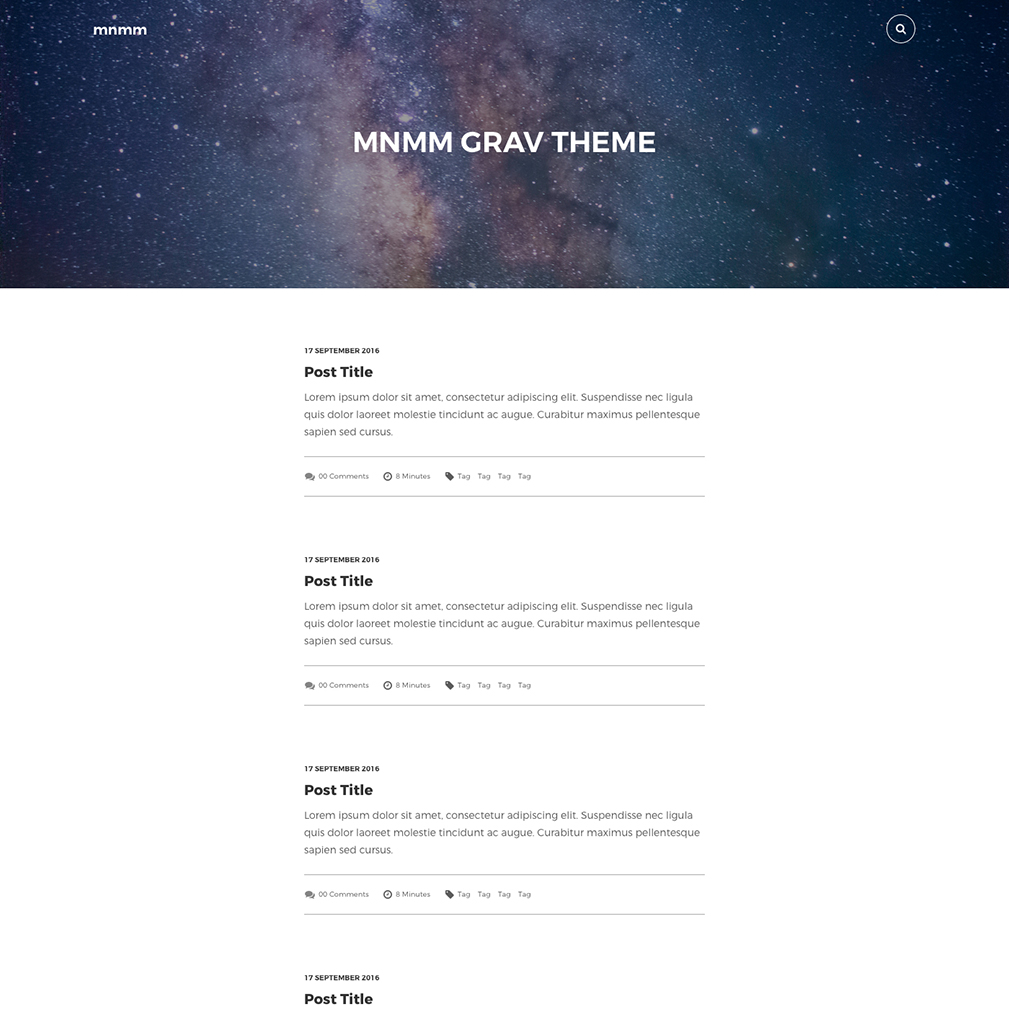 mnmm
MNMM GRAV THEME
17 SEPTEMBER 2016
Post Title
Lorem ipsum dolor sit amet, consectetur adipiscing elit. Suspendisse nec ligula
quis dolor laoreet molestie tincidunt ac augue. Curabitur maximus pellentesque
sapien sed cursus.
00 Comments 8 Minutes Tag Tag Tag Tag
17 SEPTEMBER 2016
Post Title
Lorem ipsum dolor sit amet, consectetur adipiscing elit. Suspendisse nec ligula
quis dolor laoreet molestie tincidunt ac augue. Curabitur maximus pellentesque
sapien sed cursus.
00 Comments 8 Minutes Tag Tag Tag Tag
17 SEPTEMBER 2016
Post Title
Lorem ipsum dolor sit amet, consectetur adipiscing elit. Suspendisse nec ligula
quis dolor laoreet molestie tincidunt ac augue. Curabitur maximus pellentesque
sapien sed cursus.
00 Comments 8 Minutes Tag Tag Tag Tag
17 SEPTEMBER 2016
Post Title